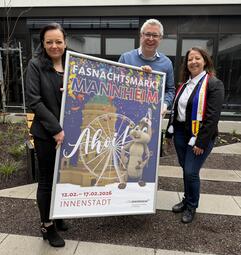 FASNACHTSMARKT
MANNHEIM
Ahoi!
12.02. – 17.02.2026
INNENSTADT